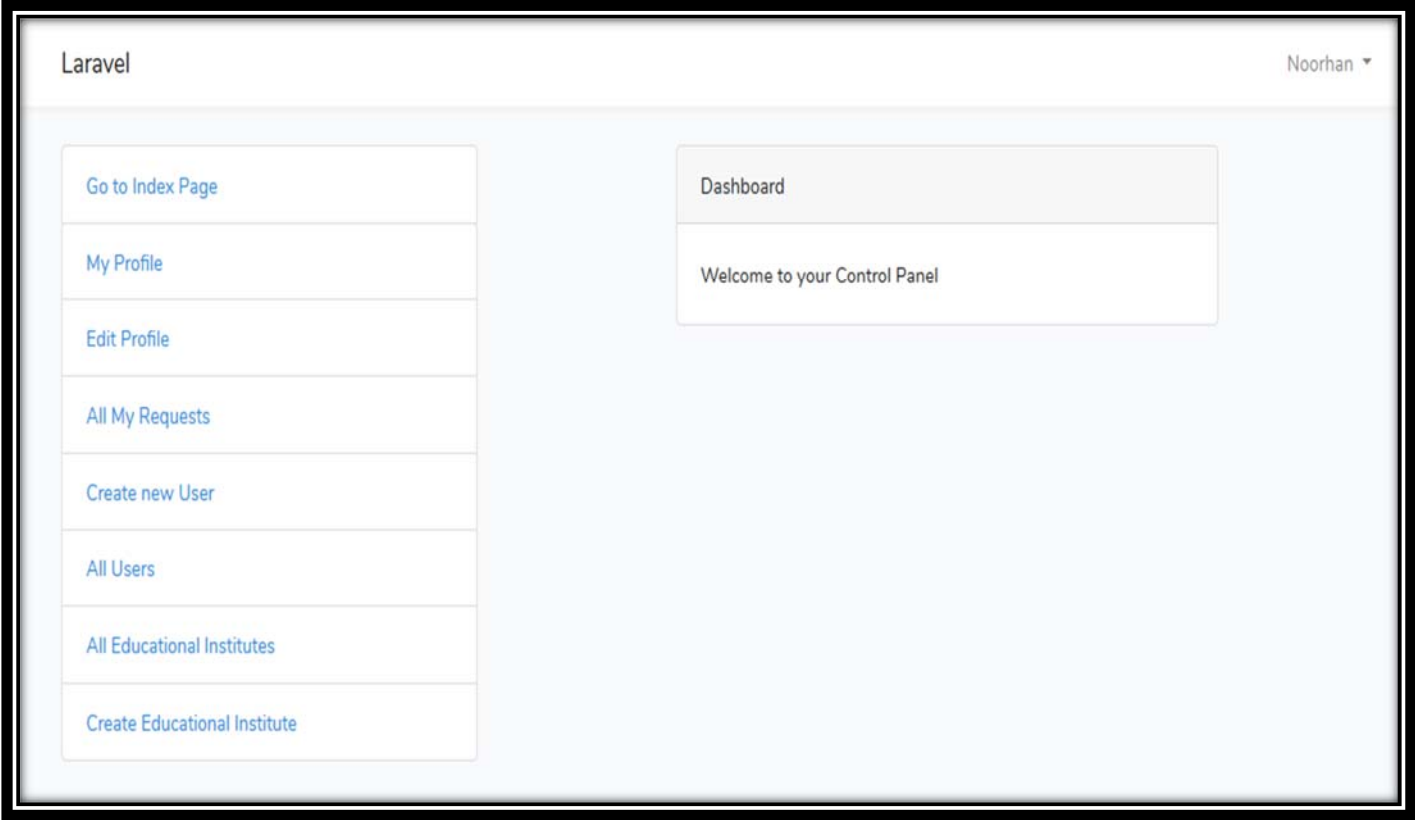 Laravel
Noorhan
Go to Index Page
My Profile
Edit Profile
All My Requests
Create new User
All Users
All Educational Institutes
Create Educational Institute
Dashboard
Welcome to your Control Panel